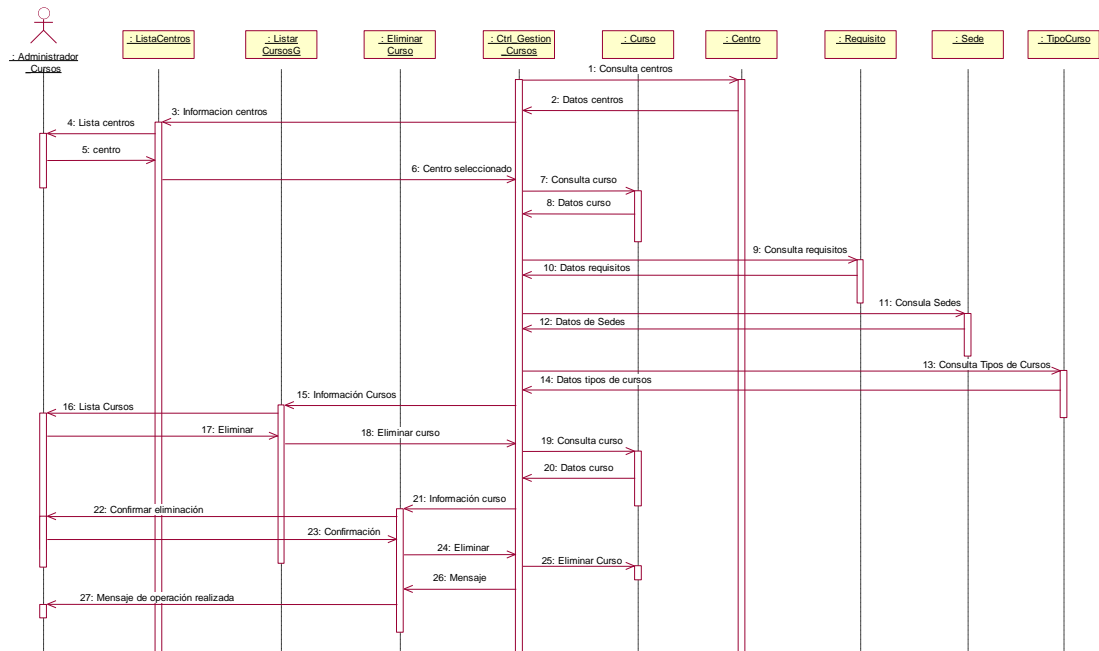 : Administrador
_Cursos
: ListaCentros
: Listar
CursosG
: Eliminar
Curso
: Ctrl_Gestion
_Cursos
: Curso
: Centro
: Requisito
: Sede
: TipoCurso
1: Consulta centros
2: Datos centros
3: Informacion centros
4: Lista centros
5: centro
6: Centro seleccionado
7: Consulta curso
8: Datos curso
9: Consulta requisitos
10: Datos requisitos
11: Consula Sedes
12: Datos de Sedes
13: Consulta Tipos de Cursos
14: Datos tipos de cursos
15: Información Cursos
16: Lista Cursos
17: Eliminar
18: Eliminar curso
19: Consulta curso
20: Datos curso
21: Información curso
22: Confirmar eliminación
23: Confirmación
24: Eliminar
25: Eliminar Curso
26: Mensaje
27: Mensaje de operación realizada